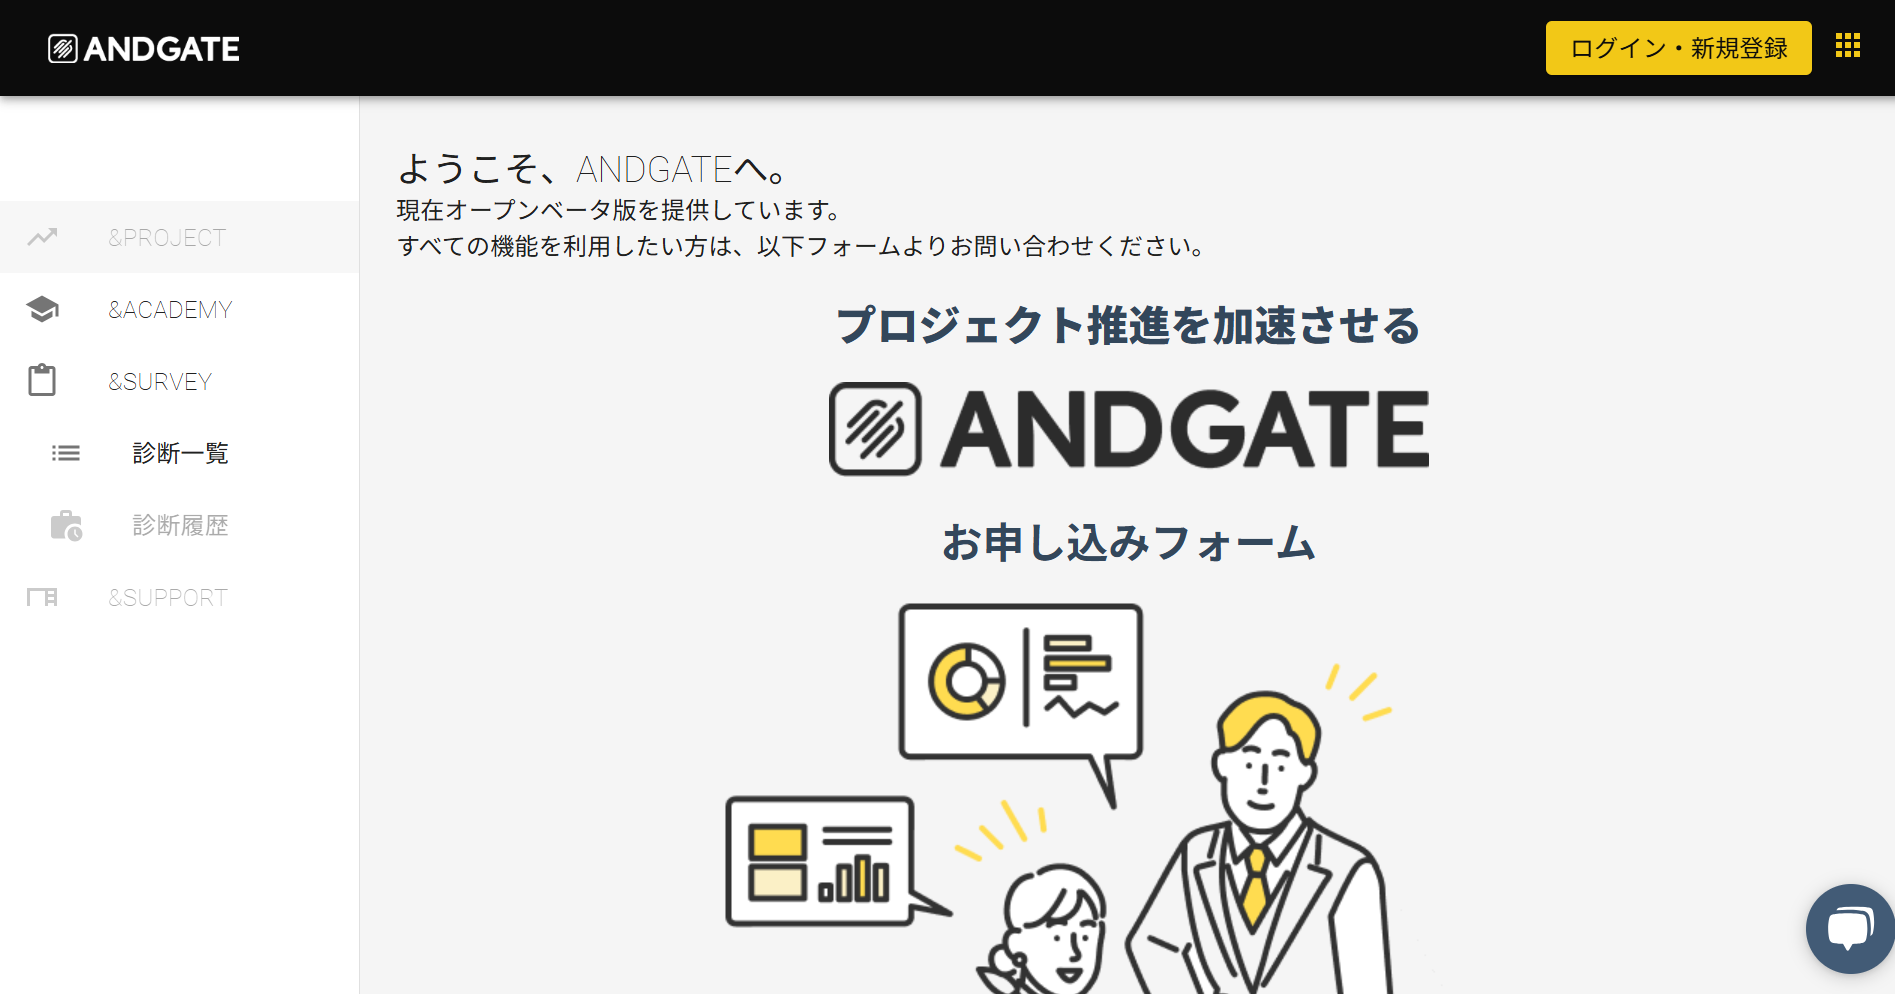 ANDGATE
ログイン・新規登録
&PROJECT
&ACADEMY
&SURVEY
診断一覧
診断履歴
&SUPPORT
ようこそ、ANDGATEへ。
現在オープンベータ版を提供しています。
すべての機能を利用したい方は、以下フォームよりお問い合わせください。
プロジェクト推進を加速させる
ANDGATE
お申し込みフォーム